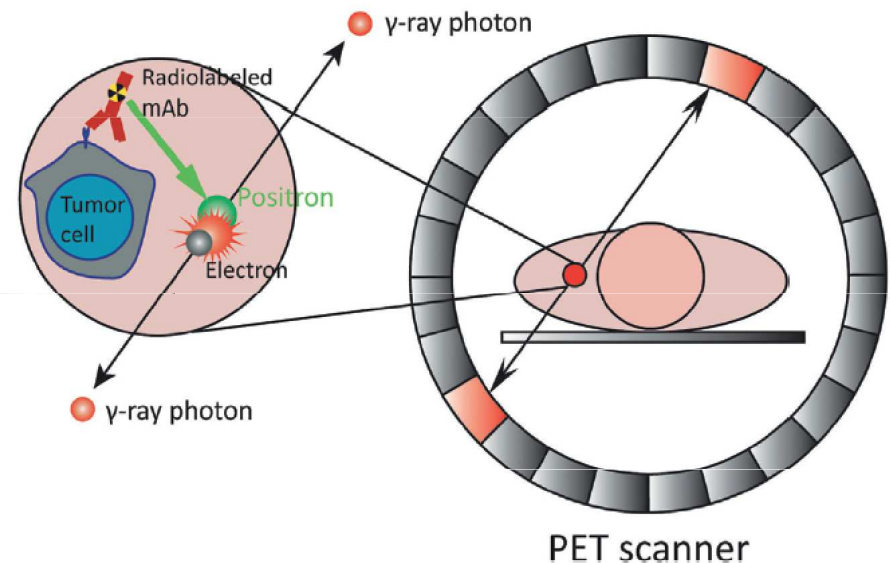 γ-ray photon
Radiolabeled
mAb
Positron
Tumor
cell
Electron
γ-ray photon
PET scanner